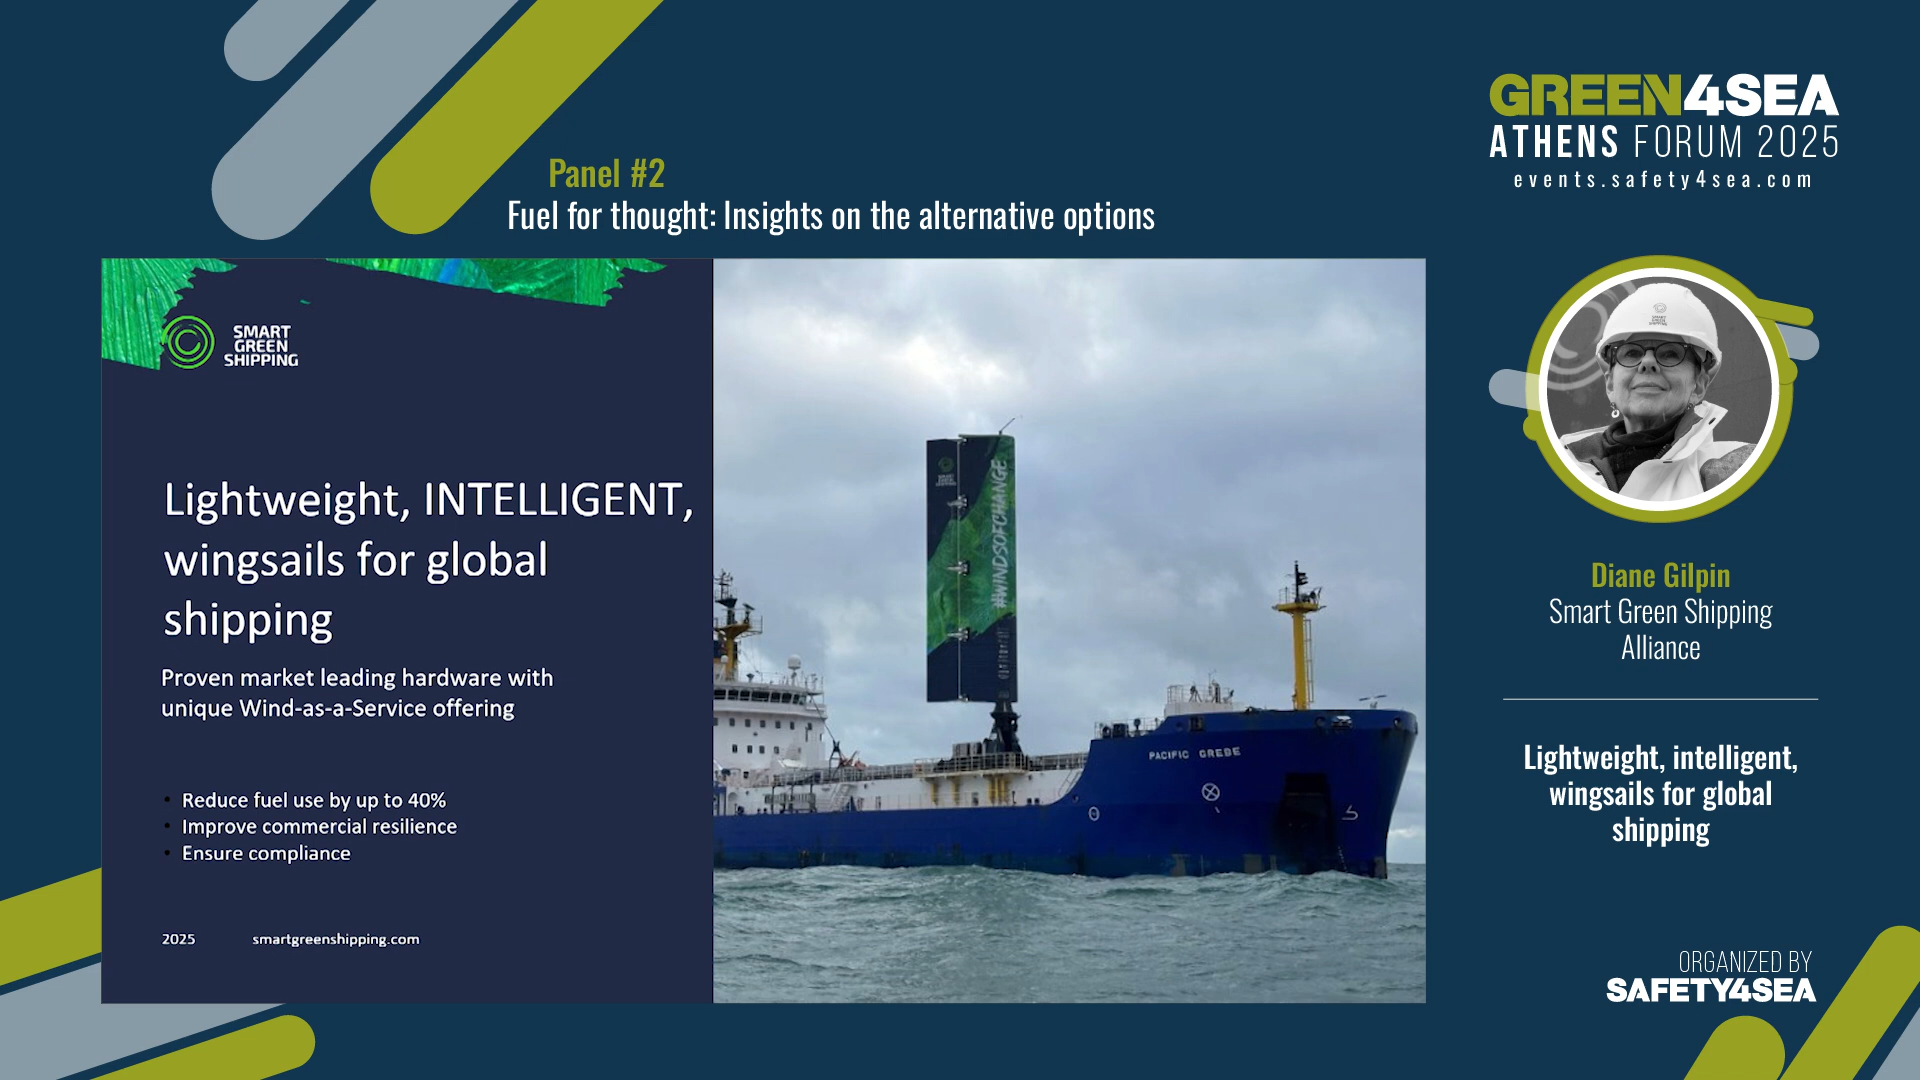 GREEN4SEA
ATHENS FORUM 2025
events.safety4sea.com
Panel #2
Fuel for thought: Insights on the alternative options
SMART
GREEN
SHIPPING
Lightweight, INTELLIGENT,
wingsails for global
shipping
Proven market leading hardware with
unique Wind-as-a-Service offering
• Reduce fuel use by up to 40%
• Improve commercial resilience
• Ensure compliance
2025 smartgreenshipping.com
#WINDSOFCHANGE
PACIFIC GREBE
Diane Gilpin
Smart Green Shipping
Alliance
Lightweight, intelligent,
wingsails for global
shipping
ORGANIZED BY
SAFETY4SEA